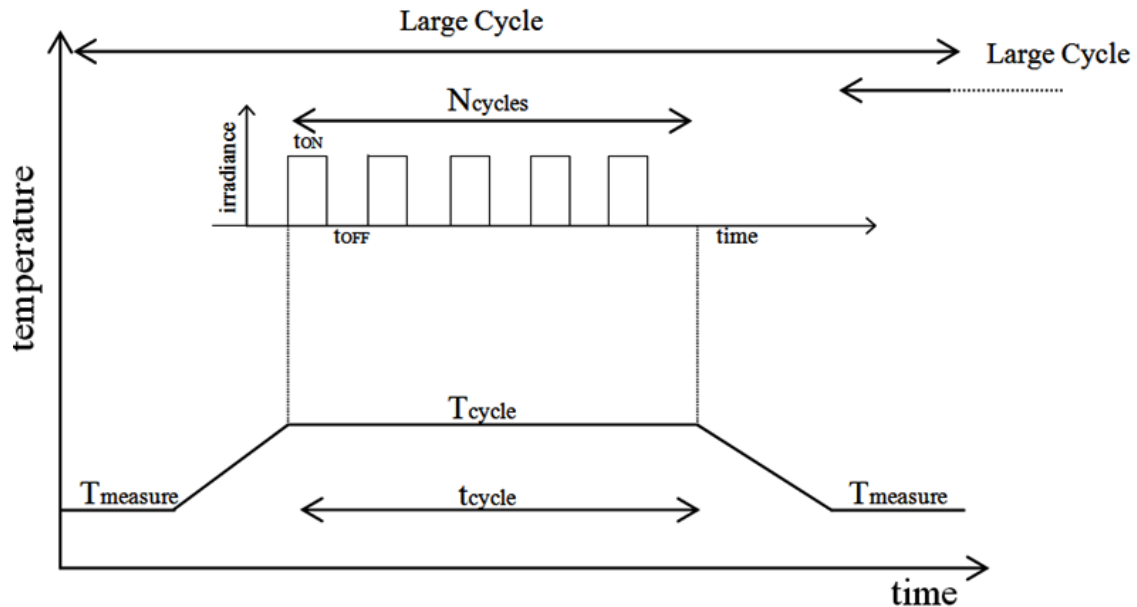 Large Cycle
Large Cycle
Ncycles
irradiance
tON
tOFF
time
temperature
Tcycle
Tmeasure
tcycle
Tmeasure
time